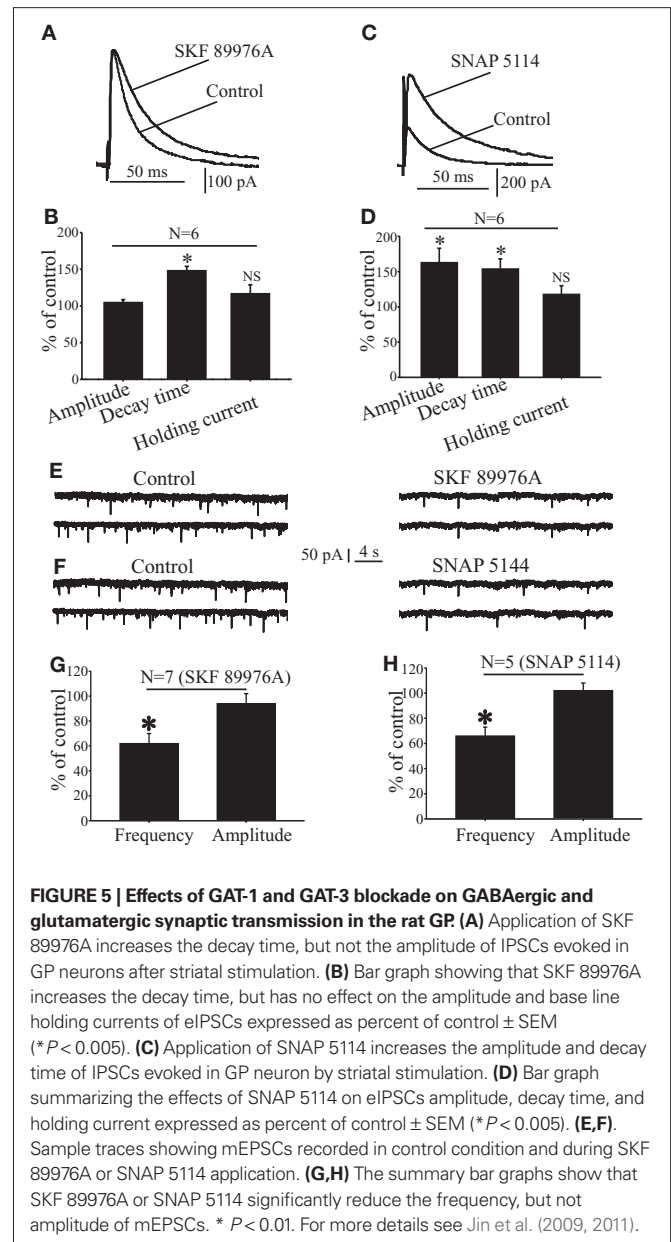 A
C
SKF 89976A
SNAP 5114
Control
Control
50 ms
100 pA
50 ms
200 pA
B
D
N=6
N=6
% of control
200
150
100
50
0
*
NS
Amplitude
Decay time
Holding current
% of control
200
150
100
50
0
*
*
NS
Amplitude
Decay time
Holding current
E
Control
SKF 89976A
50 pA
4 s
F
Control
SNAP 5144
G
H
N=7 (SKF 89976A)
N=5 (SNAP 5114)
% of control
120
100
80
60
40
20
0
*
Frequency
Amplitude
% of control
120
100
80
60
40
20
0
*
Frequency
Amplitude
FIGURE 5 | Effects of GAT-1 and GAT-3 blockade on GABAergic and
glutamatergic synaptic transmission in the rat GP. (A) Application of SKF
89976A increases the decay time, but not the amplitude of IPSCs evoked in
GP neurons after striatal stimulation. (B) Bar graph showing that SKF 89976A
increases the decay time, but has no effect on the amplitude and base line
holding currents of eIPSCs expressed as percent of control ± SEM
(*P < 0.005). (C) Application of SNAP 5114 increases the amplitude and decay
time of IPSCs evoked in GP neuron by striatal stimulation. (D) Bar graph
summarizing the effects of SNAP 5114 on eIPSCs amplitude, decay time, and
holding current expressed as percent of control ± SEM (*P < 0.005). (E,F).
Sample traces showing mEPSCs recorded in control condition and during SKF
89976A or SNAP 5114 application. (G,H) The summary bar graphs show that
SKF 89976A or SNAP 5114 significantly reduce the frequency, but not
amplitude of mEPSCs. * P < 0.01. For more details see Jin et al. (2009, 2011).